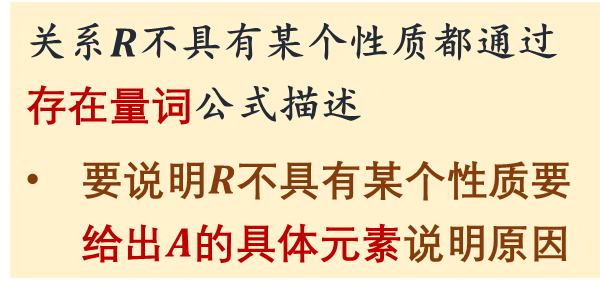 关系R不具有某个性质都通过
存在量词公式描述
• 要说明R不具有某个性质要
给出A的具体元素说明原因